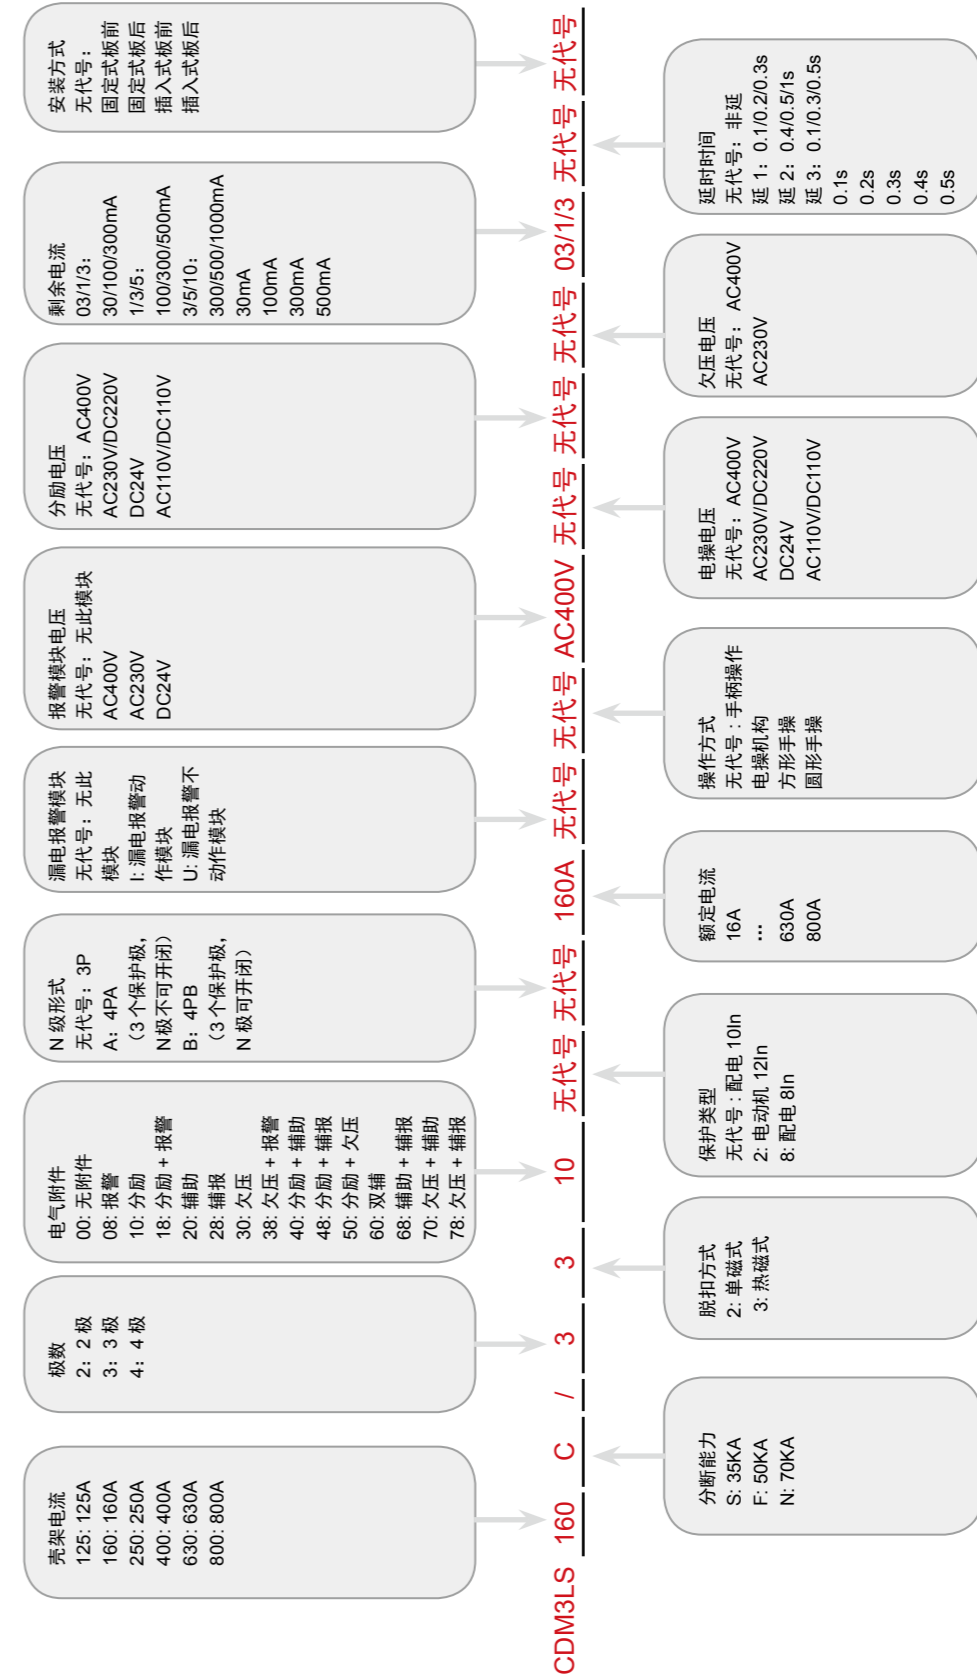 壳架电流
125: 125A
160: 160A
250: 250A
400: 400A
630: 630A
800: 800A
极数
2: 2 极
3: 3 极
4: 4 极
电气附件
00: 无附件
08: 报警
10: 分励
18: 分励 + 报警
20: 辅助
28: 辅报
30: 欠压
38: 欠压 + 报警
40: 分励 + 辅助
48: 分励 + 辅报
50: 分励 + 欠压
60: 双辅
68: 辅助 + 辅报
70: 欠压 + 辅助
78: 欠压 + 辅报
N 级形式
无代号: 3P
A: 4PA
（3 个保护极，
N极不可开闭）
B: 4PB
（3 个保护极，
N 极可开闭）
漏电报警模块
无代号: 无此
模块
I: 漏电报警动
作模块
U: 漏电报警不
动作模块
报警模块电压
无代号: 无此模块
AC400V
AC230V
DC24V
分励电压
无代号: AC400V
AC230V/DC220V
DC24V
AC110V/DC110V
剩余电流
03/1/3:
30/100/300mA
1/3/5:
100/300/500mA
3/5/10:
300/500/1000mA
30mA
100mA
300mA
500mA
安装方式
无代号:
固定式板前
固定式板后
插入式板前
插入式板后
CDM3LS 160 C / 3 3 10 无代号 无代号 160A 无代号 无代号 AC400V 无代号 无代号 无代号 03/1/3 无代号 无代号
分断能力
S: 35KA
F: 50KA
N: 70KA
脱扣方式
2: 单磁式
3: 热磁式
保护类型
无代号 : 配电 10In
2: 电动机 12In
8: 配电 8In
额定电流
16A
...
630A
800A
操作方式
无代号 : 手柄操作
电操机构
方形手操
圆形手操
电操电压
无代号: AC400V
AC230V/DC220V
DC24V
AC110V/DC110V
欠压电压
无代号: AC400V
AC230V
延时时间
无代号: 非延
延 1: 0.1/0.2/0.3s
延 2: 0.4/0.5/1s
延 3: 0.1/0.3/0.5s
0.1s
0.2s
0.3s
0.4s
0.5s